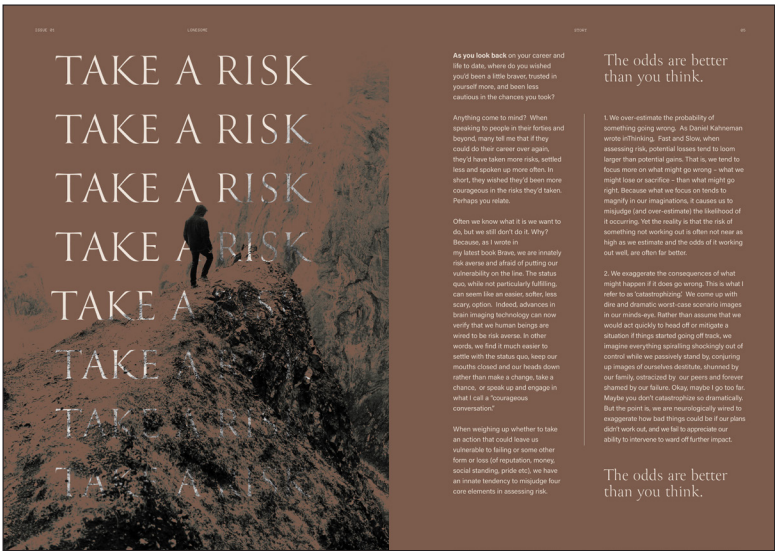 ISSUE 01
LONESOME
STORY
05
TAKE A RISK
TAKE A RISK
TAKE A RISK
TAKE A RISK
TAKE A RISK
TAKE A RISK
TAKE A RISK
TAKE A RISK
As you look back on your career and
life to date, where do you wished
you'd been a little braver, trusted in
yourself more, and been less
cautious in the chances you took?
Anything come to mind? When
speaking to people in their forties and
beyond, many tell me that if they
could do their career over again,
they'd have taken more risks, settled
less and spoken up more often. In
short, they wished they'd been more
courageous in the risks they'd taken.
Perhaps you relate.
Often we know what it is we want to
do, but we still don't do it. Why?
Because, as I wrote in
my latest book Brave, we are innately
risk averse and afraid of putting our
vulnerability on the line. The status
quo, while not particularly fulfilling,
can seem like an easier, softer, less
scary, option. Indeed, advances in
brain imaging technology can now
verify that we human beings are
wired to be risk averse. In other
words, we find it much easier to
settle with the status quo, keep our
mouths closed and our heads down
rather than make a change, take a
chance, or speak up and engage in
what I call a "courageous
conversation."
When weighing up whether to take
an action that could leave us
vulnerable to failing or some other
form or loss (of reputation, money,
social standing, pride etc), we have
an innate tendency to misjudge four
core elements in assessing risk.
The odds are better
than you think.
1. We over-estimate the probability of
something going wrong. As Daniel Kahneman
wrote inThinking, Fast and Slow, when
assessing risk, potential losses tend to loom
larger than potential gains. That is, we tend to
focus more on what might go wrong – what we
might lose or sacrifice – than what might go
right. Because what we focus on tends to
magnify in our imaginations, it causes us to
misjudge (and over-estimate) the likelihood of
it occurring. Yet the reality is that the risk of
something not working out is often not near as
high as we estimate and the odds of it working
out well, are often far better.
2. We exaggerate the consequences of what
might happen if it does go wrong. This is what I
refer to as 'catastrophizing'. We come up with
dire and dramatic worst-case scenario images
in our minds-eye. Rather than assume that we
would act quickly to head off or mitigate a
situation if things started going off track, we
imagine everything spiralling shockingly out of
control while we passively stand by, conjuring
up images of ourselves destitute, shunned by
our family, ostracized by our peers and forever
shamed by our failure. Okay, maybe I go too far.
Maybe you don't catastrophize so dramatically.
But the point is, we are neurologically wired to
exaggerate how bad things could be if our plans
didn't work out, and we fail to appreciate our
ability to intervene to ward off further impact.
The odds are better
than you think.